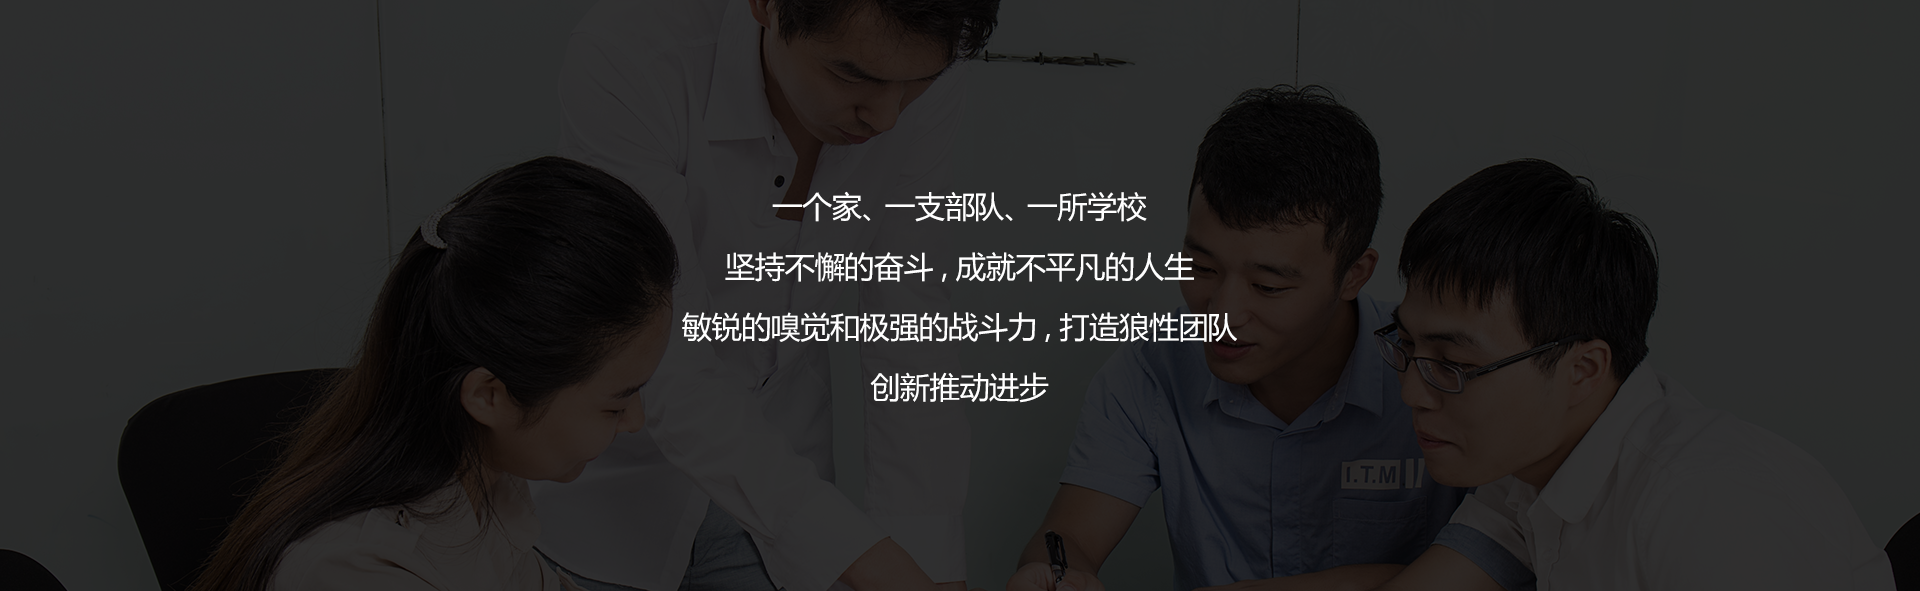 一个家、一支部队、一所学校
坚持不懈的奋斗，成就不平凡的人生
敏锐的嗅觉和极强的战斗力，打造狼性团队
创新推动进步
I.T.M